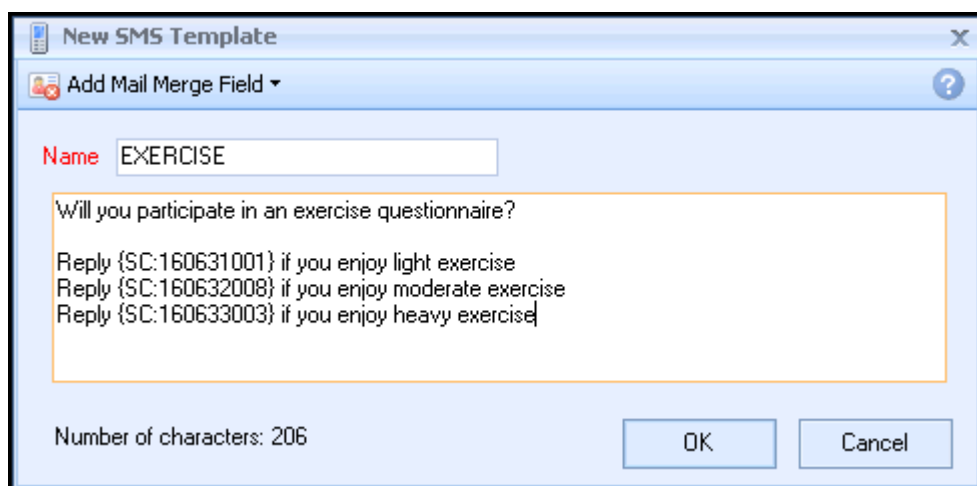 New SMS Template
Add Mail Merge Field
Name EXERCISE
Will you participate in an exercise questionnaire?
Reply {SC:160631001} if you enjoy light exercise
Reply {SC:160632008} if you enjoy moderate exercise
Reply {SC:160633003} if you enjoy heavy exercise
Number of characters: 206
OK Cancel